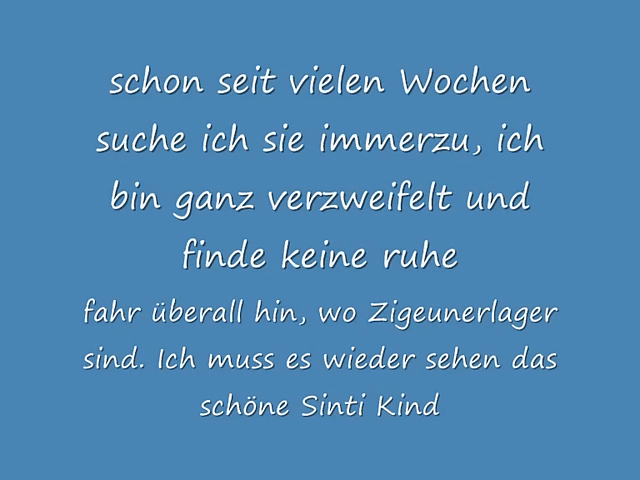 schon seit vielen Wochen
suche ich sie immerzu, ich
bin ganz verzweifelt und
finde keine ruhe
fahr überall hin, wo Zigeunerlager
sind. Ich muss es wieder sehen das
schöne Sinti Kind